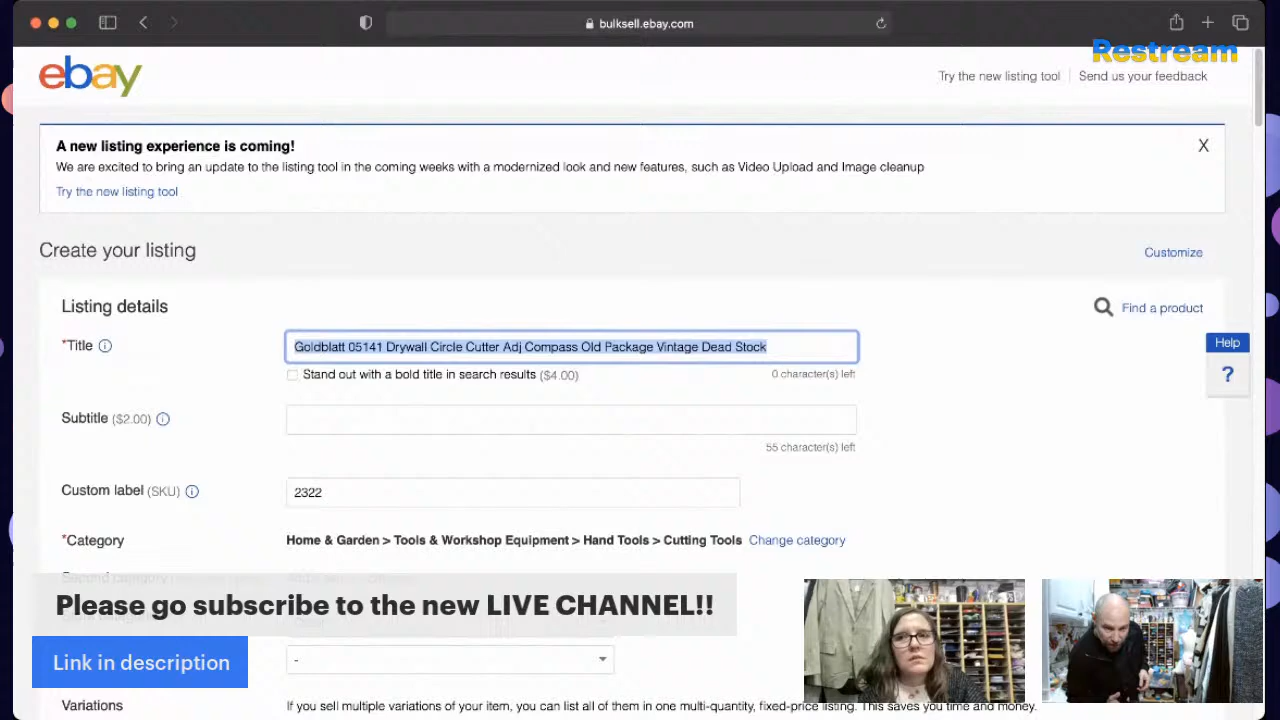 bulksell.ebay.com
Restream
ebay
Try the new listing tool
Send us your feedback
A new listing experience is coming!
X
We are excited to bring an update to the listing tool in the coming weeks with a modernized look and new features, such as Video Upload and Image cleanup
Try the new listing tool
Create your listing
Customize
Listing details
Find a product
*Title
Goldblatt 05141 Drywall Circle Cutter Adj Compass Old Package Vintage Dead Stock
Help
?
Stand out with a bold title in search results ($4.00)
0 character(s) left
Subtitle ($2.00)
55 character(s) left
Custom label (SKU)
2322
*Category
Home & Garden > Tools & Workshop Equipment > Hand Tools > Cutting Tools Change category
Second category
Please go subscribe to the new LIVE CHANNEL!!
Link in description
-
Variations
If you sell multiple variations of your item, you can list all of them in one multi-quantity, fixed-price listing. This saves you time and money.